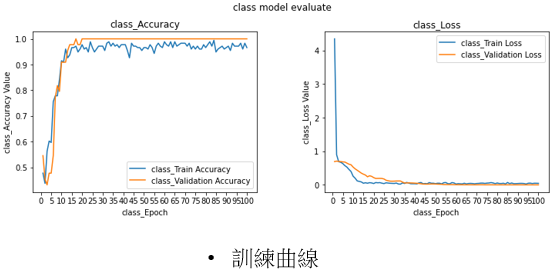 class model evaluate
class_Accuracy
class_Accuracy Value
1.0
0.9
0.8
0.7
0.6
0.5
0 5 10 15 20 25 30 35 40 45 50 55 60 65 70 75 80 85 90 95 100
class_Epoch
class_Train Accuracy
class_Validation Accuracy
class_Loss
class_Loss Value
4
3
2
1
0
0 5 10 15 20 25 30 35 40 45 50 55 60 65 70 75 80 85 90 95 100
class_Epoch
class_Train Loss
class_Validation Loss
• 訓練曲線